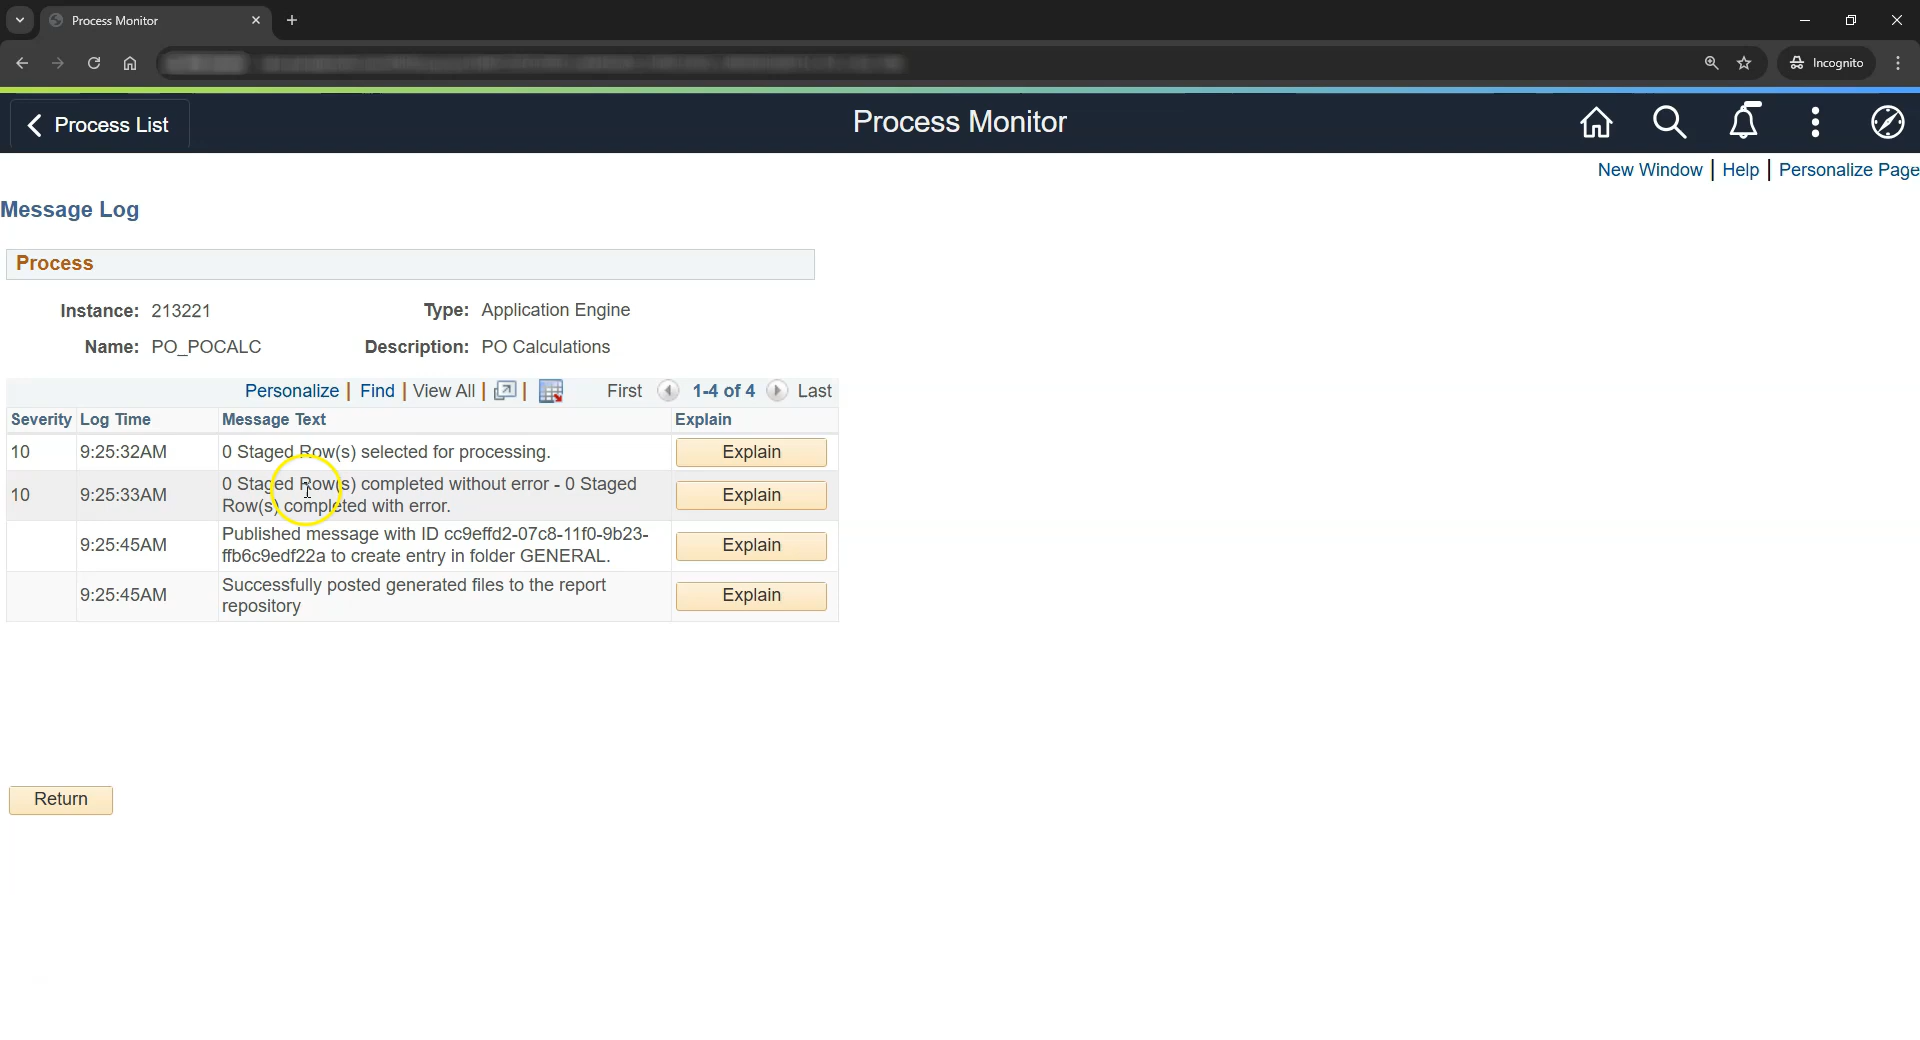 Process Monitor
Incognito
Process List
Process Monitor
New Window | Help | Personalize Page
Message Log
Process
Instance: 213221 Type: Application Engine
Name: PO_POCALC Description: PO Calculations
Personalize | Find | View All | | First 1-4 of 4 Last
Severity Log Time Message Text Explain
10 9:25:32AM 0 Staged Row(s) selected for processing. Explain
10 9:25:33AM 0 Staged Row(s) completed without error - 0 Staged
Row(s) completed with error. Explain
9:25:45AM Published message with ID cc9effd2-07c8-11f0-9b23-
ffb6c9edf22a to create entry in folder GENERAL. Explain
9:25:45AM Successfully posted generated files to the report
repository Explain
Return